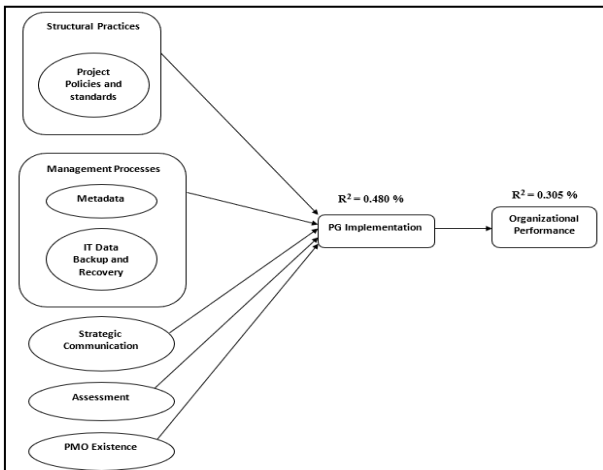 Structural Practices
Project
Policies and
standards
Management Processes
Metadata
IT Data
Backup and
Recovery
Strategic
Communication
Assessment
PMO Existence
R² = 0.480 %
PG Implementation
R² = 0.305 %
Organizational
Performance